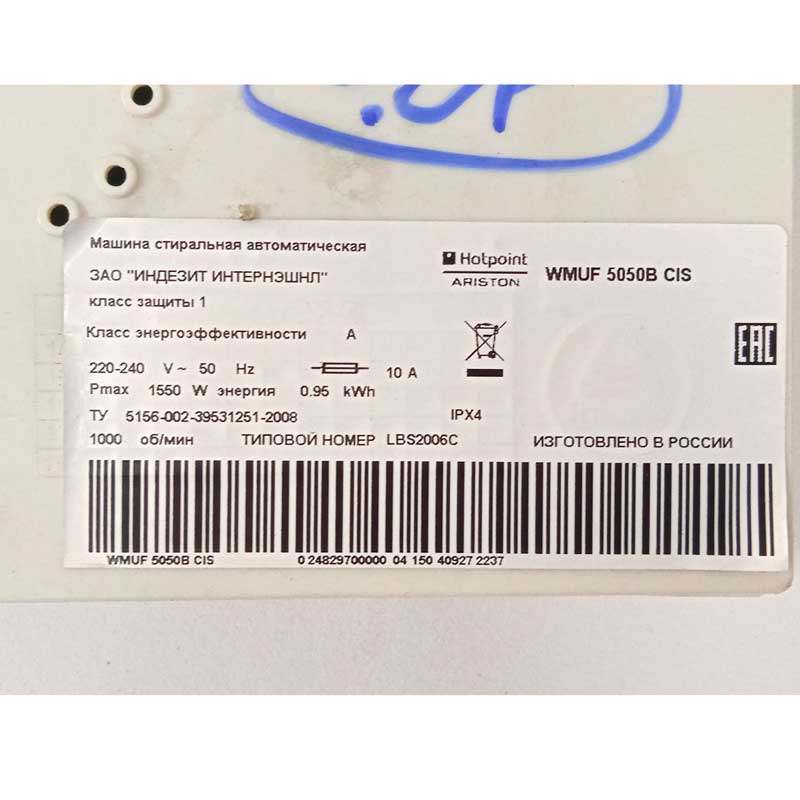 Машина стиральная автоматическая
ЗАО "ИНДЕЗИТ ИНТЕРНЭШНЛ"
Hotpoint
ARISTON
WMUF 5050B CIS
класс защиты 1
Класс энергоэффективности A
EAC
220-240 V ~ 50 Hz 10 A
Pmax 1550 W энергия 0.95 kWh
ТУ 5156-002-39531251-2008 IPX4
1000 об/мин ТИПОВОЙ НОМЕР LBS2006C ИЗГОТОВЛЕНО В РОССИИ
WMUF 5050B CIS 0 24829700000 04 150 40927 2237